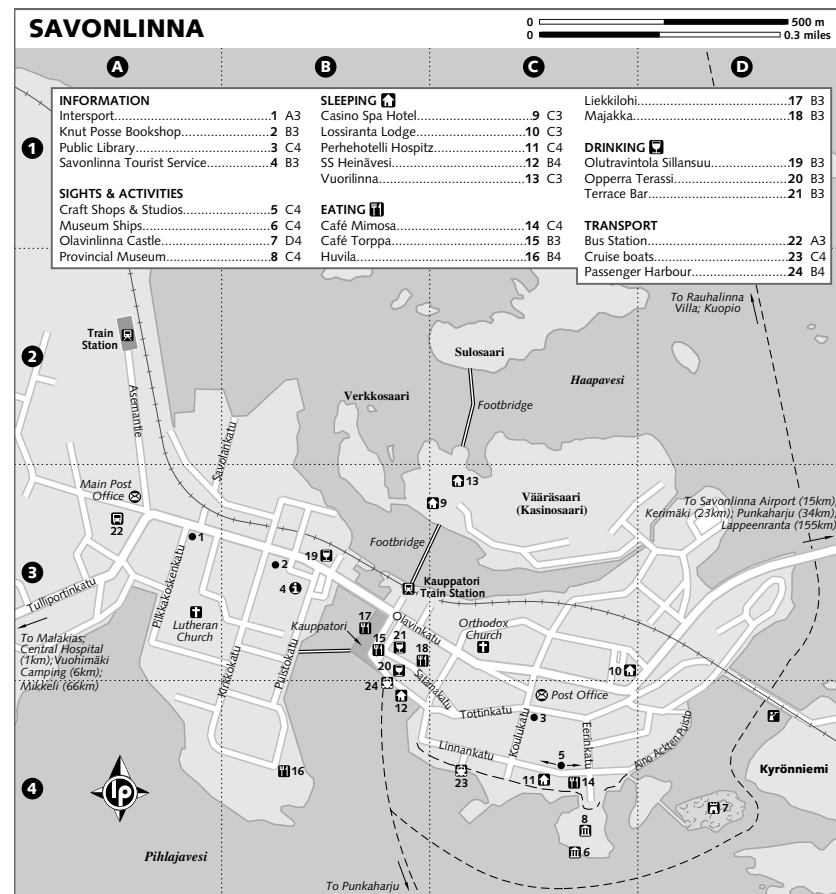 SAVONLINNA
0 500 m
0 0.3 miles
A B C D
INFORMATION
Intersport 1 A3
Knut Posse Bookshop 2 B3
Public Library 3 C4
Savonlinna Tourist Service 4 B3
SIGHTS & ACTIVITIES
Craft Shops & Studios 5 C4
Museum Ships 6 C4
Olavinlinna Castle 7 D4
Provincial Museum 8 C4
SLEEPING
Casino Spa Hotel 9 C3
Lossiranta Lodge 10 C3
Perhehotelli Hospitz 11 C4
SS Heinävesi 12 B4
Vuorilinna 13 C3
EATING
Café Mimosa 14 C4
Café Torppa 15 B3
Huvila 16 B4
Liekkilohi 17 B3
Majakka 18 B3
DRINKING
Olutravintola Sillansuu 19 B3
Opperra Terassi 20 B3
Terrace Bar 21 B3
TRANSPORT
Bus Station 22 A3
Cruise boats 23 C4
Passenger Harbour 24 B4
1
To Rauhalinna
Villa; Kuopio
Train
Station
2
Sulosaari
Haapavesi
Verkkosaari
Footbridge
Asemantie
Savolankatu
Main Post
Office
13
9
Vääräsaari
(Kasinosaari)
To Savonlinna Airport (15km);
Kerimäki (23km); Punkaharju (34km);
Lappeenranta (155km)
22
1
Footbridge
3
19
2
4
Kauppatori
Train Station
Tulliportinkatu
Pilkkakoskenkatu
Lutheran
Church
Kauppatori
17
Olavinkatu
Orthodox
Church
To Malakias;
Central Hospital
(1km); Vuohimäki
Camping (6km);
Mikkeli (66km)
Kirkkokatu
Puistokatu
15
21
18
20
24
12
Satamakatu
10
Post Office
Tottinkatu
3
Koulukatu
Eerinkatu
Aino Ackten Puisto
Linnankatu
5
4
LP
16
23
11
14
Kyrönniemi
7
8
6
Pihlajavesi
To Punkaharju